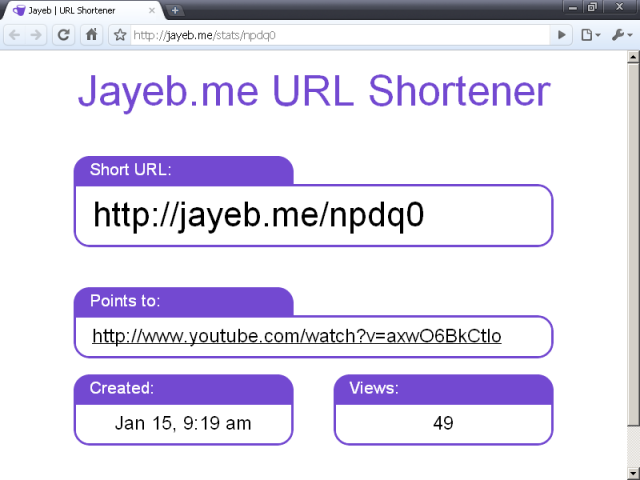 Jayeb | URL Shortener
http://jayeb.me/stats/npdq0
Jayeb.me URL Shortener
Short URL:
http://jayeb.me/npdq0
Points to:
http://www.youtube.com/watch?v=axwO6BkCtlo
Created:
Views:
Jan 15, 9:19 am
49